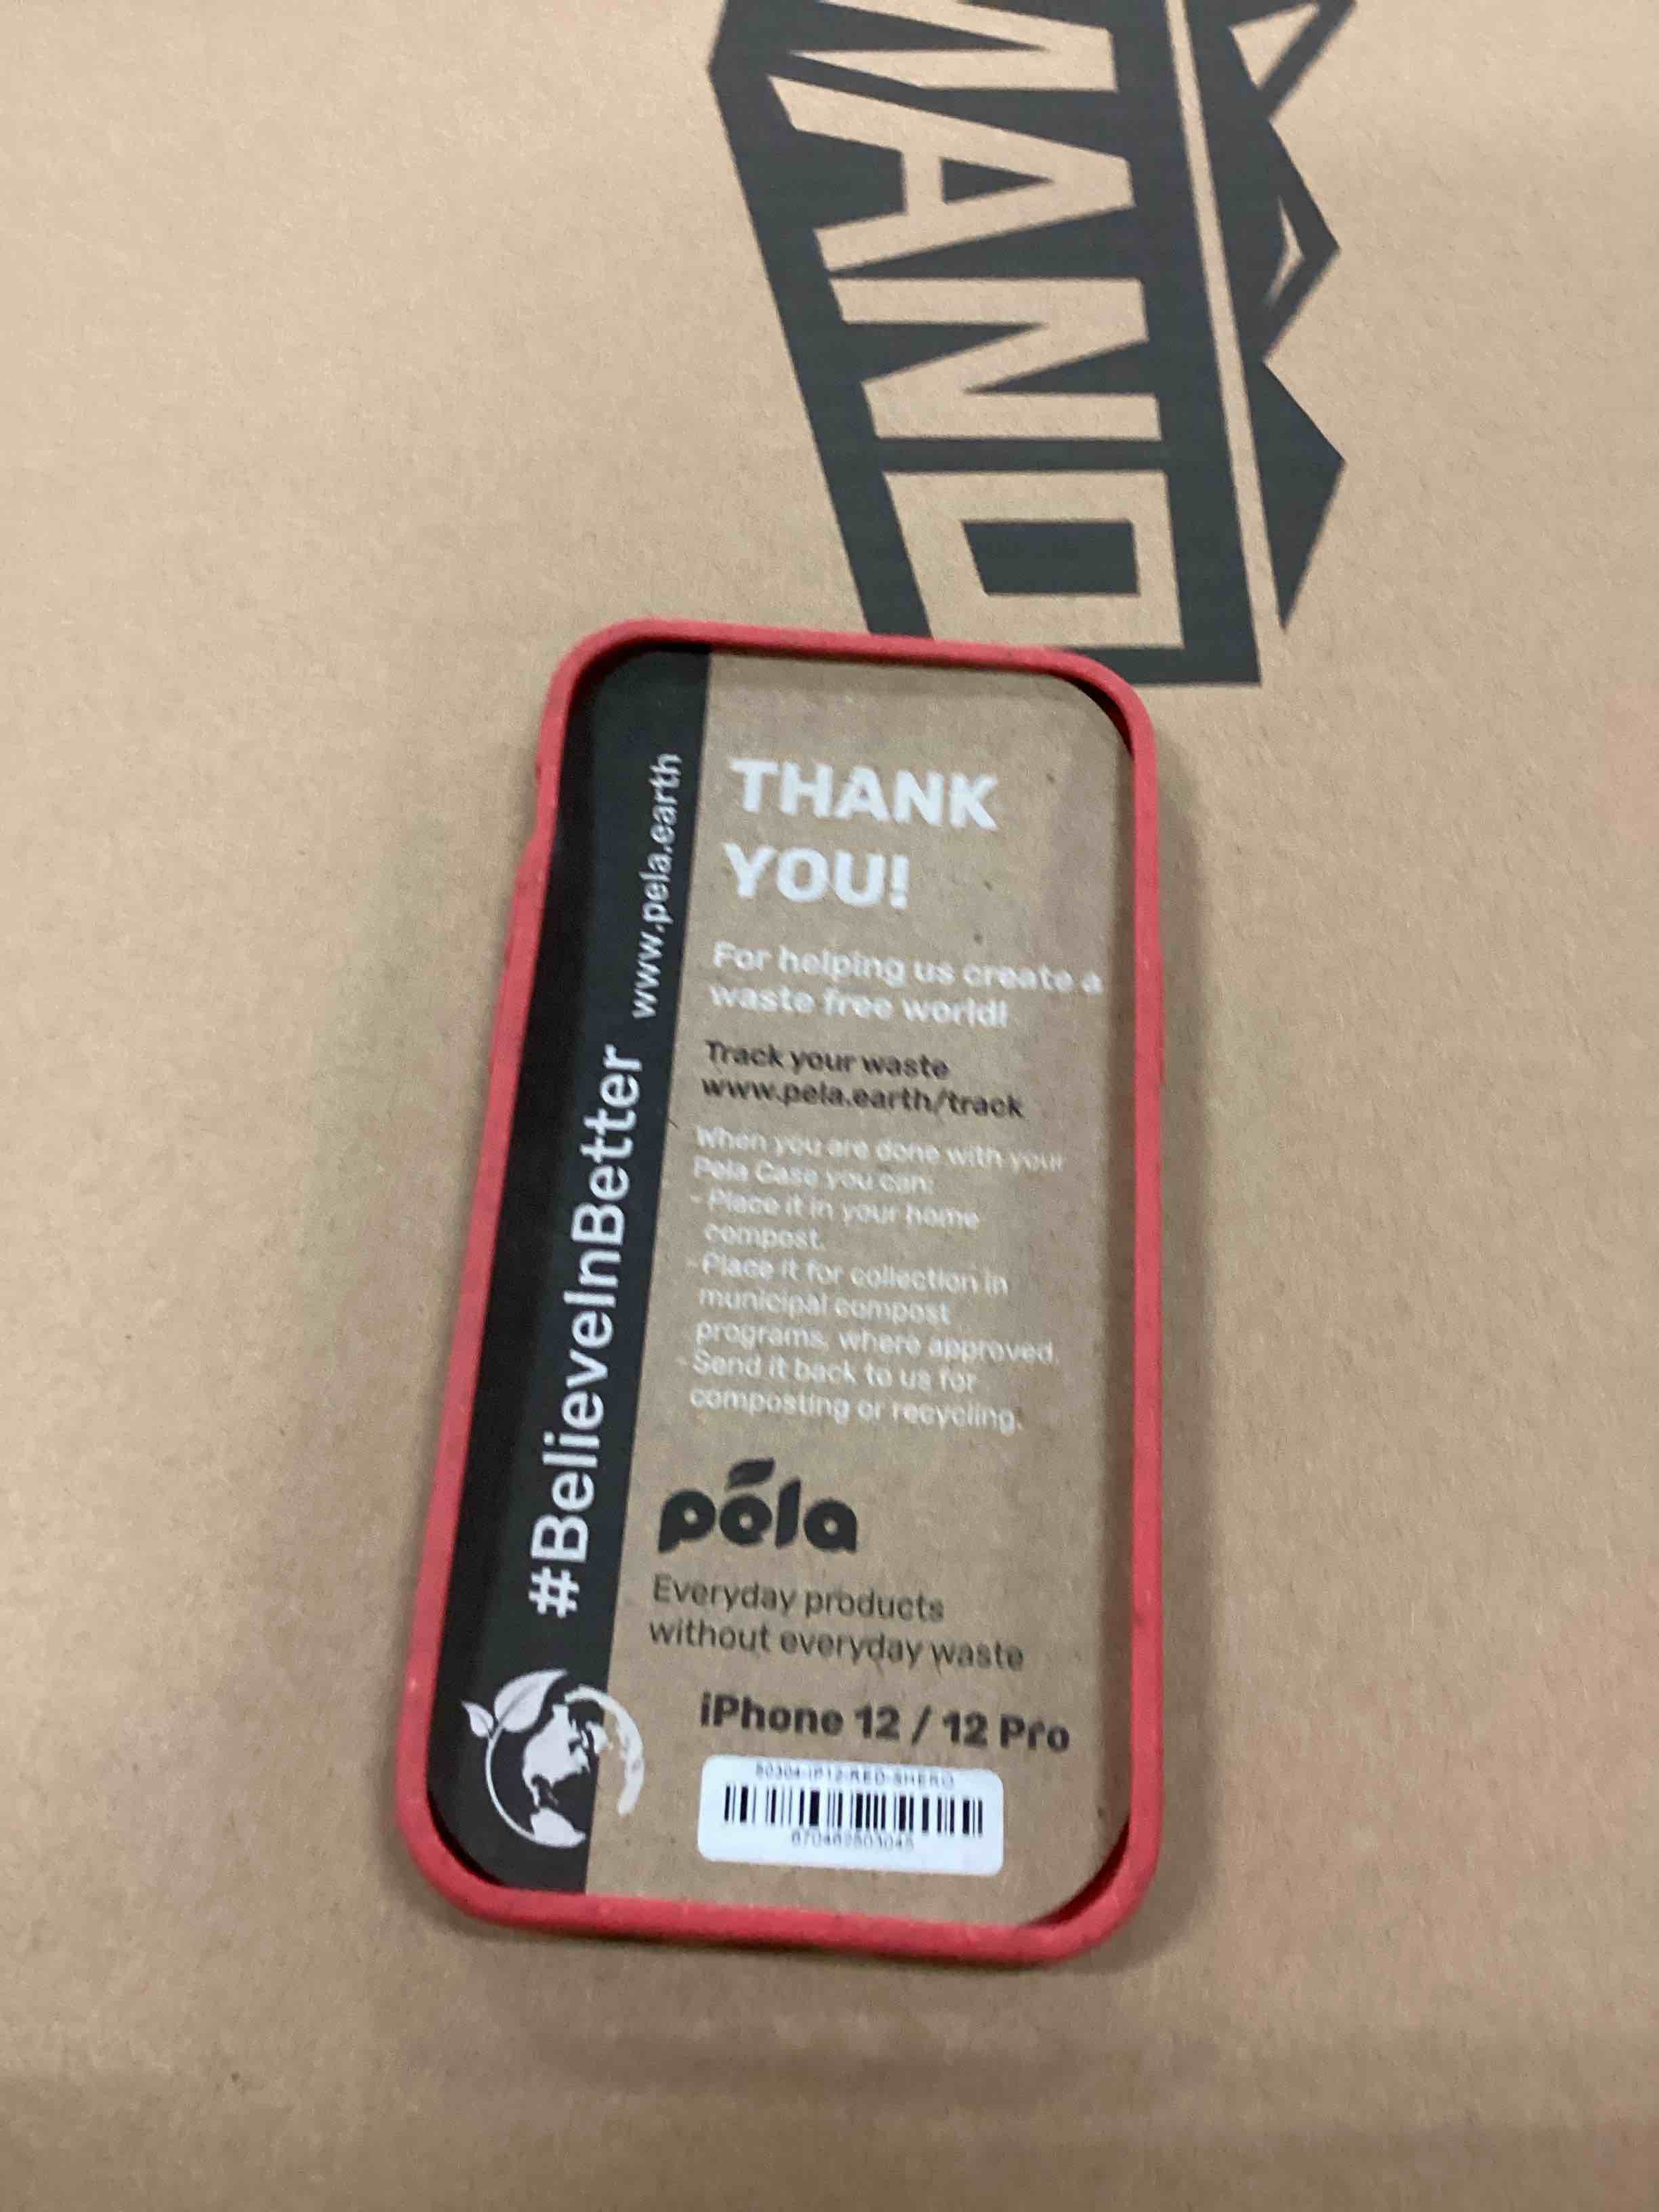 MAND
THANK
YOU!
For helping us create a
waste free world!
Track your waste
www.pela.earth/track
When you are done with your
Pela Case you can:
- Place it in your home
compost.
- Place it for collection in
municipal compost
programs, where approved.
- Send it back to us for
composting or recycling.
pela
Everyday products
without everyday waste
iPhone 12 / 12 Pro
#BelieveInBetter www.pela.earth